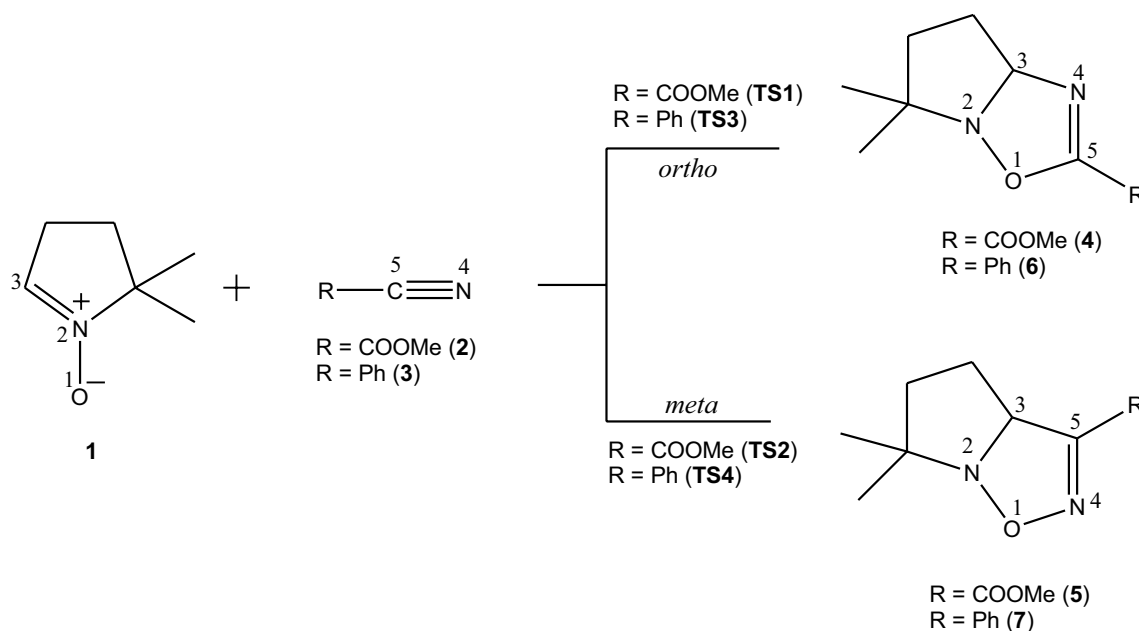 3
2
N
+
1
O
−
1
+
R
5
C
4
N
R = COOMe (2)
R = Ph (3)
R = COOMe (TS1)
R = Ph (TS3)
ortho
meta
R = COOMe (TS2)
R = Ph (TS4)
3
4
2
N
N
1
O
5
R
R = COOMe (4)
R = Ph (6)
3
5
R
2
N
1
O
N
4
R = COOMe (5)
R = Ph (7)